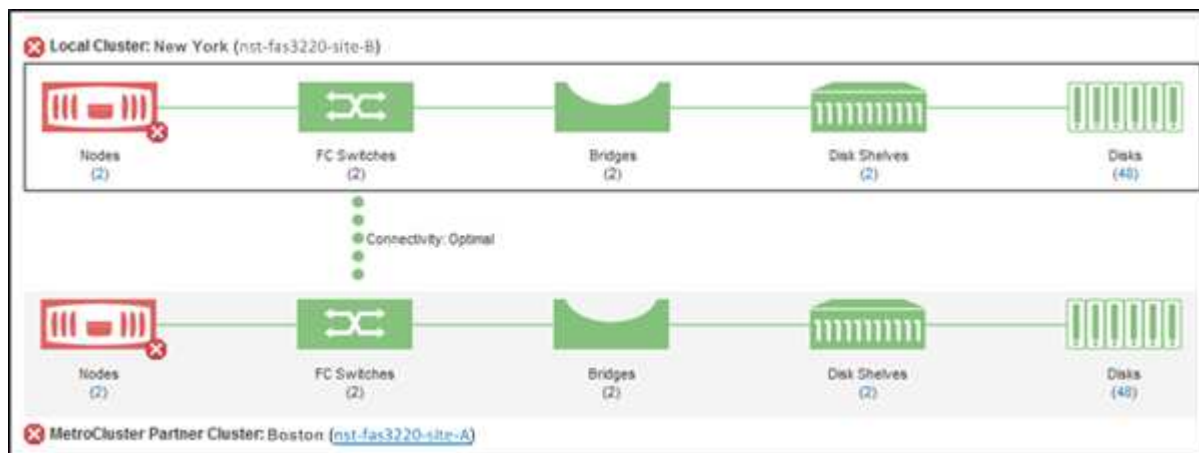 Local Cluster: New York (nst-fas3220-site-B)
Nodes FC Switches Bridges Disk Shelves Disks
(2) (2) (2) (2) (48)
Connectivity: Optimal
Nodes FC Switches Bridges Disk Shelves Disks
(2) (2) (2) (2) (48)
MetroCluster Partner Cluster: Boston (nst-fas3220-site-A)